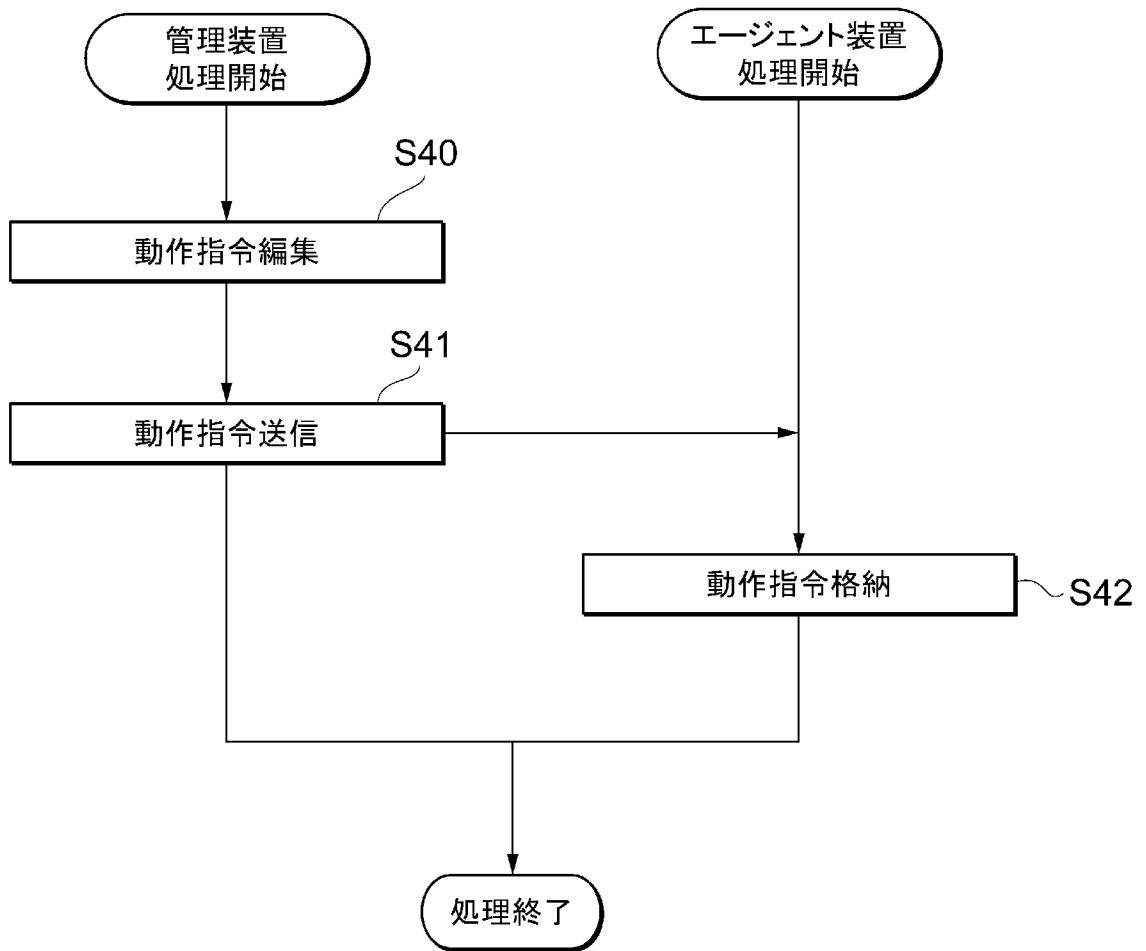 管理装置
処理開始
エージェント装置
処理開始
S40
動作指令編集
S41
動作指令送信
動作指令格納
S42
処理終了